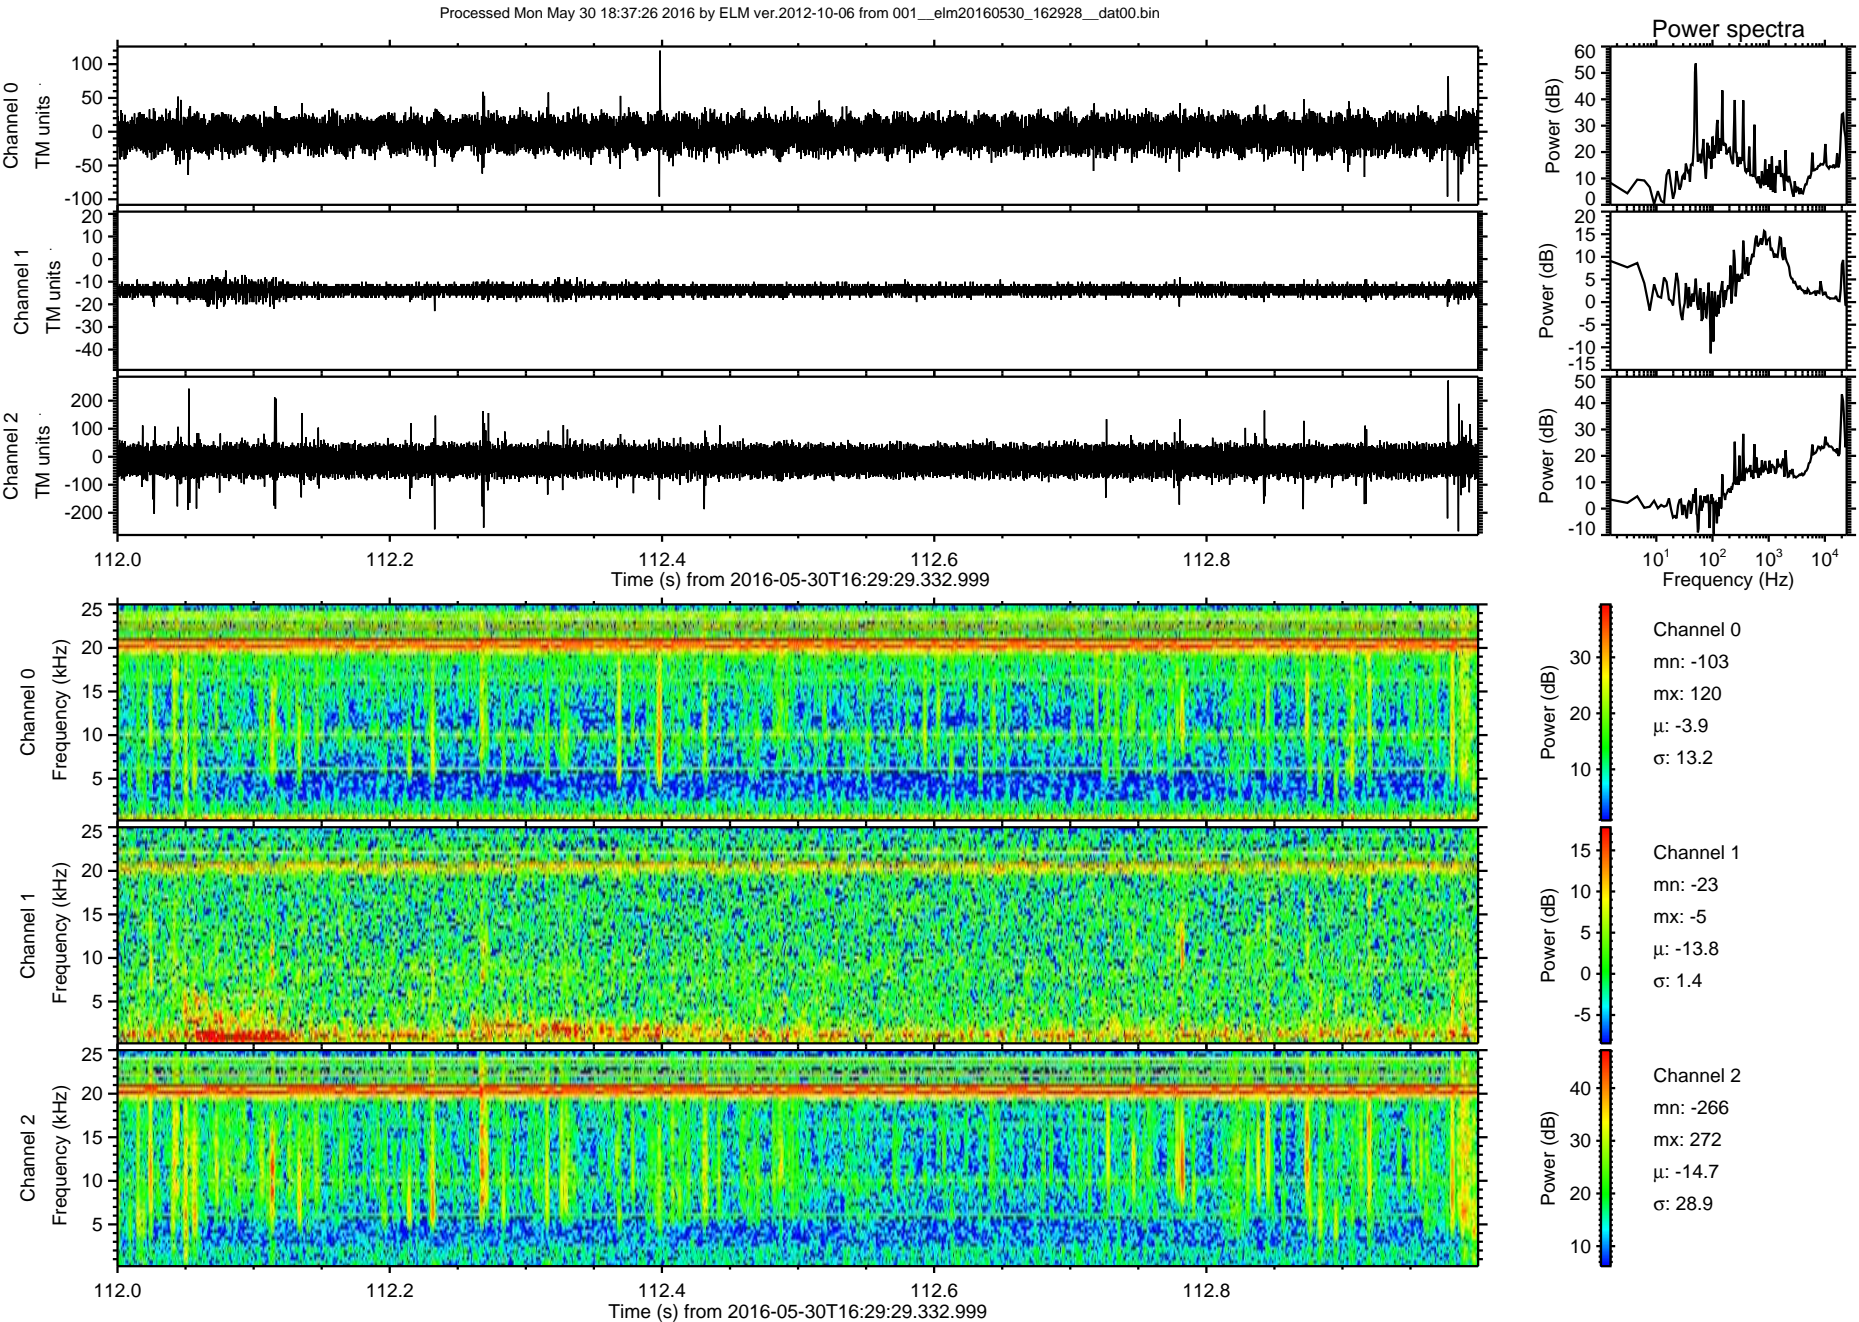 Processed Mon May 30 18:37:26 2016 by ELM ver.2012-10-06 from 001__elm20160530_162928__dat00.bin
Power spectra
Channel 0
TM units
100
50
0
-50
-100
Power (dB)
60
50
40
30
20
10
0
Channel 1
TM units
20
10
0
-10
-20
-30
-40
Power (dB)
20
15
10
5
0
-5
-10
-15
Channel 2
TM units
200
100
0
-100
-200
Power (dB)
50
40
30
20
10
0
-10
112.0 112.2 112.4 112.6 112.8
Time (s) from 2016-05-30T16:29:29.332.999
10¹ 10² 10³ 10⁴
Frequency (Hz)
Channel 0
Frequency (kHz)
25
20
15
10
5
Power (dB)
30
20
10
Channel 0
mn: -103
mx: 120
μ: -3.9
σ: 13.2
Channel 1
Frequency (kHz)
25
20
15
10
5
Power (dB)
15
10
5
0
-5
Channel 1
mn: -23
mx: -5
μ: -13.8
σ: 1.4
Channel 2
Frequency (kHz)
25
20
15
10
5
Power (dB)
40
30
20
10
Channel 2
mn: -266
mx: 272
μ: -14.7
σ: 28.9
112.0 112.2 112.4 112.6 112.8
Time (s) from 2016-05-30T16:29:29.332.999